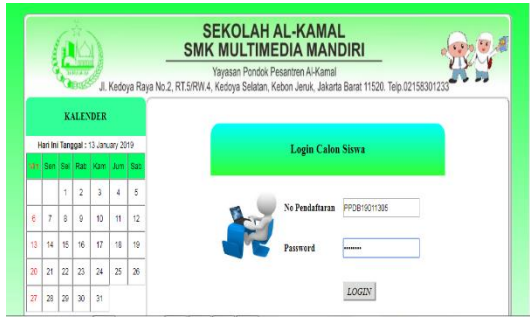 SEKOLAH AL-KAMAL
SMK MULTIMEDIA MANDIRI
Yayasan Pondok Pesantren Al-Kamal
Jl. Kedoya Raya No.2, RT.5/RW.4, Kedoya Selatan, Kebon Jeruk, Jakarta Barat 11520. Telp.02158301233
KALENDER
Hari Ini Tanggal : 13 January 2019
Min Sen Sel Rab Kam Jum Sab
1 2 3 4 5
6 7 8 9 10 11 12
13 14 15 16 17 18 19
20 21 22 23 24 25 26
27 28 29 30 31
Login Calon Siswa
No Pendaftaran PPDB19011395
Password ••••••••
LOGIN